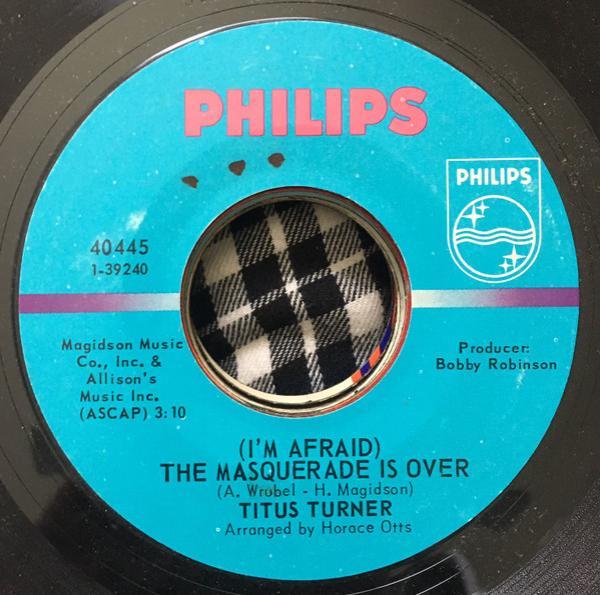 PHILIPS
PHILIPS
40445
1-39240
Magidson Music
Co., Inc. &
Allison's
Music Inc.
(ASCAP) 3:10
Producer:
Bobby Robinson
(I'M AFRAID)
THE MASQUERADE IS OVER
(A. Wrubel - H. Magidson)
TITUS TURNER
Arranged by Horace Otts